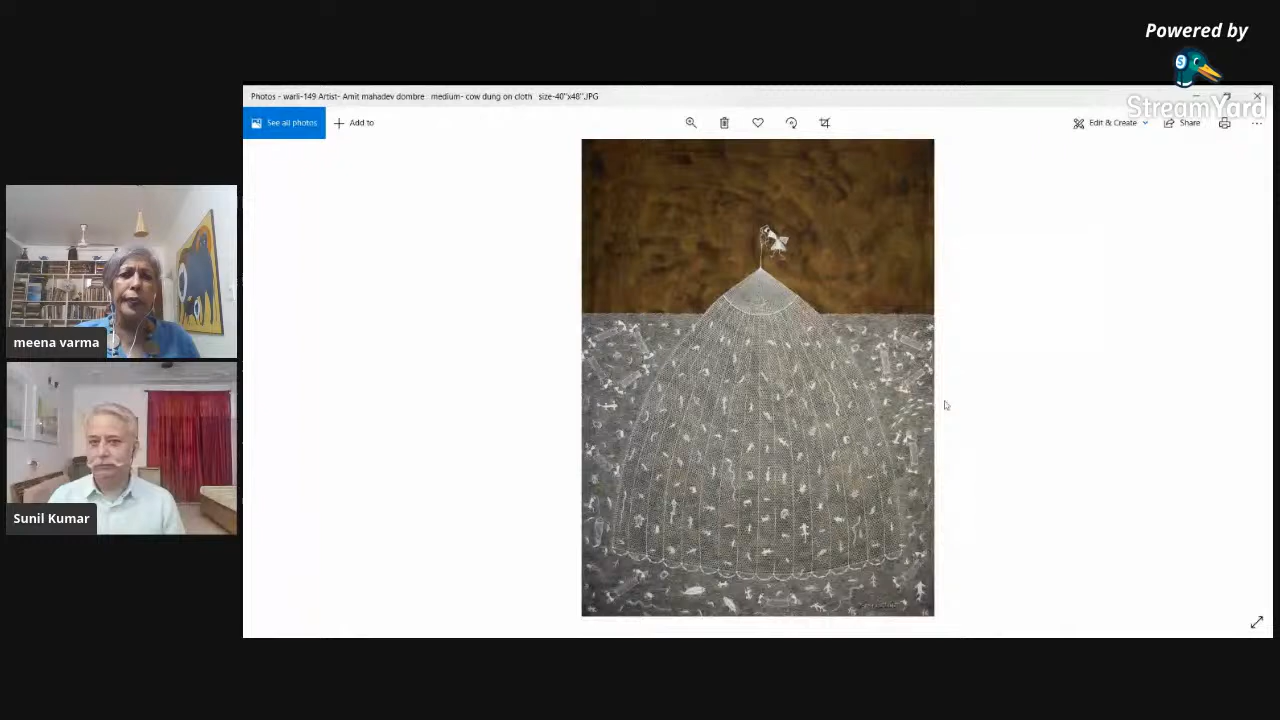 Powered by
StreamYard
Photos - warli-149 Artist- Amit mahadev dombre medium- cow dung on cloth size-40"x48".JPG
See all photos
Add to
Edit & Create
Share
meena varma
Sunil Kumar